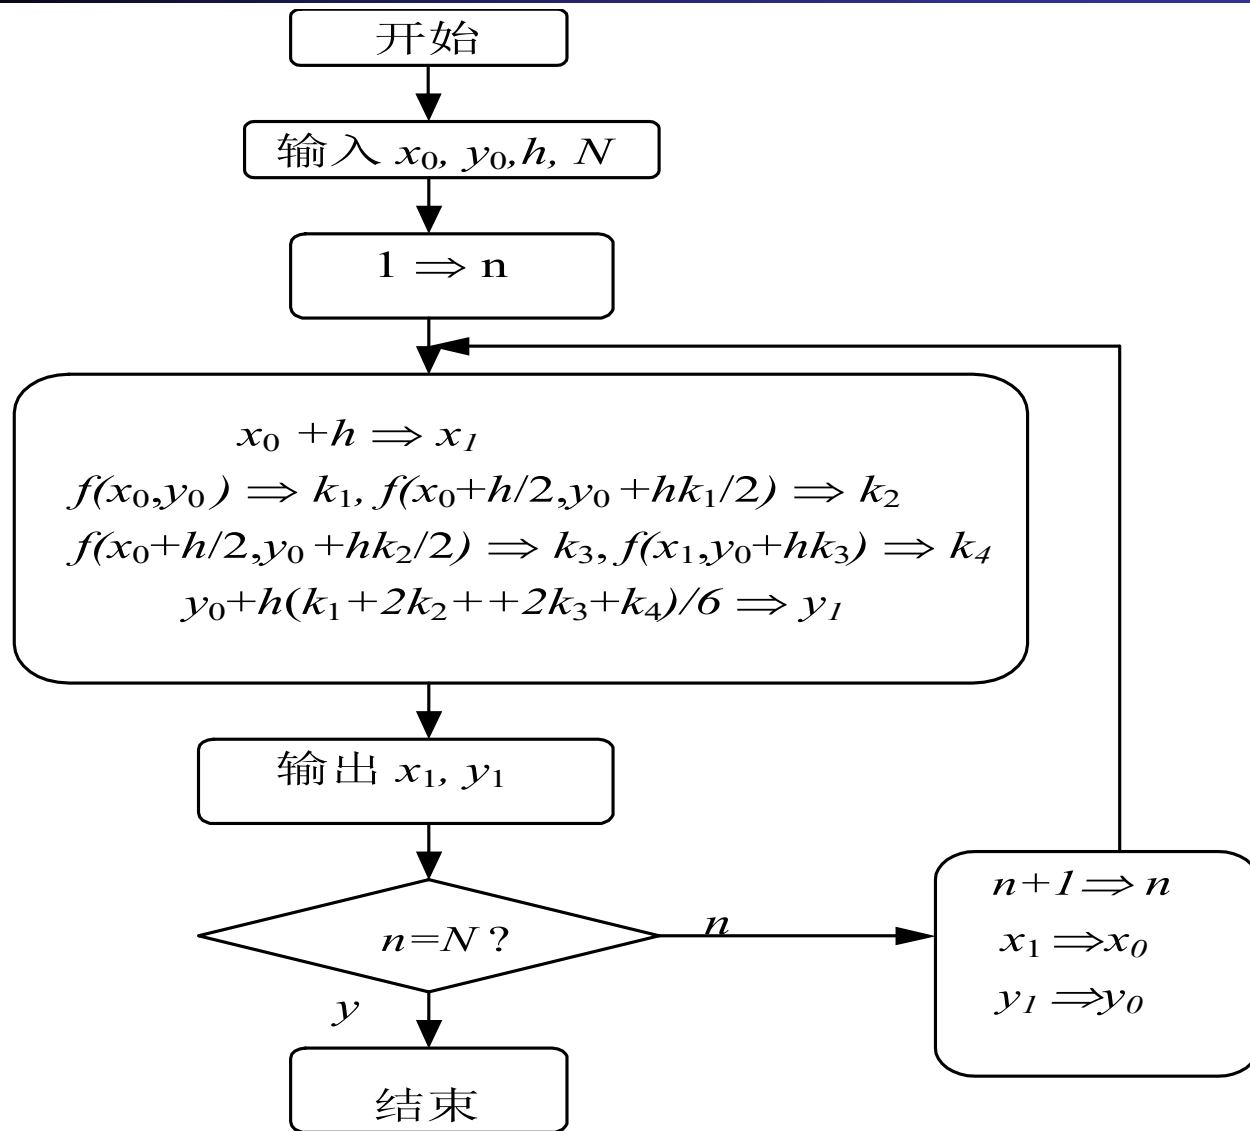 开始
输入 x₀, y₀,h, N
1 ⇒ n
x₀ +h ⇒ x₁
f(x₀,y₀ ) ⇒ k₁, f(x₀+h/2,y₀ +hk₁/2) ⇒ k₂
f(x₀+h/2,y₀ +hk₂/2) ⇒ k₃, f(x₁,y₀+hk₃) ⇒ k₄
y₀+h(k₁+2k₂++2k₃+k₄)/6 ⇒ y₁
输出 x₁, y₁
n=N ?
n
n+1⇒ n
x₁ ⇒x₀
y₁ ⇒y₀
y
结束